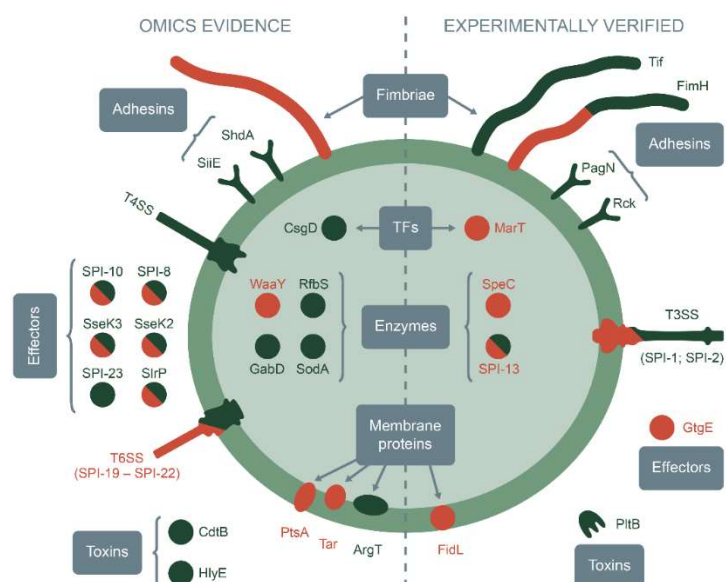 OMICS EVIDENCE
EXPERIMENTALLY VERIFIED
Tif
FimH
Fimbriae
Adhesins
ShdA
SiiE
Adhesins
PagN
Rck
T4SS
CsgD
TFs
MarT
SPI-10
SPI-8
SseK3
SseK2
SPI-23
SlrP
Effectors
WaaY
RfbS
GabD
SodA
Enzymes
SpeC
SPI-13
T3SS
(SPI-1; SPI-2)
Membrane
proteins
GtgE
Effectors
T6SS
(SPI-19 – SPI-22)
PtsA
Tar
ArgT
FidL
Toxins
CdtB
HlyE
PltB
Toxins